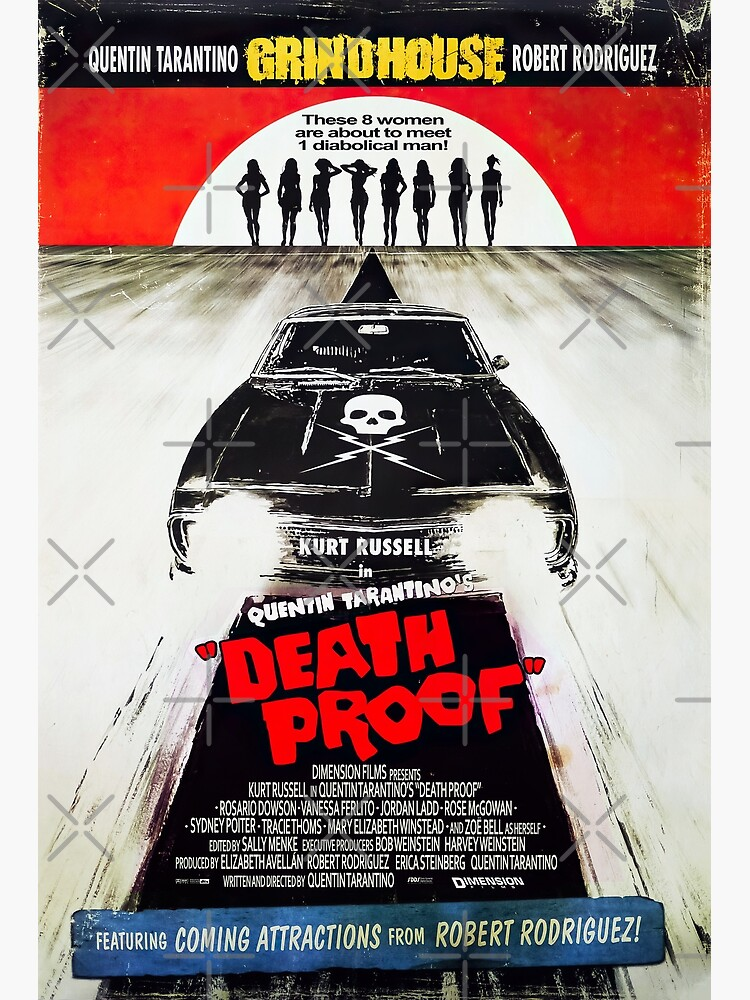 QUENTIN TARANTINO GRINDHOUSE ROBERT RODRIGUEZ
These 8 women
are about to meet
1 diabolical man!
KURT RUSSELL
in
QUENTIN TARANTINO'S
"DEATH
PROOF"
DIMENSION FILMS PRESENTS
KURT RUSSELL IN QUENTIN TARANTINO'S "DEATH PROOF"
· ROSARIO DOWSON · VANESSA FERLITO · JORDAN LADD · ROSE McGOWAN ·
· SYDNEY POITER · TRACIE THOMS · MARY ELIZABETH WINSTEAD · AND ZOË BELL AS HERSELF ·
EDITED BY SALLY MENKE EXECUTIVE PRODUCERS BOB WEINSTEIN HARVEY WEINSTEIN
PRODUCED BY ELIZABETH AVELLÁN ROBERT RODRIGUEZ ERICA STEINBERG QUENTIN TARANTINO
WRITTEN AND DIRECTED BY QUENTIN TARANTINO DIMENSION
FEATURING COMING ATTRACTIONS FROM ROBERT RODRIGUEZ!